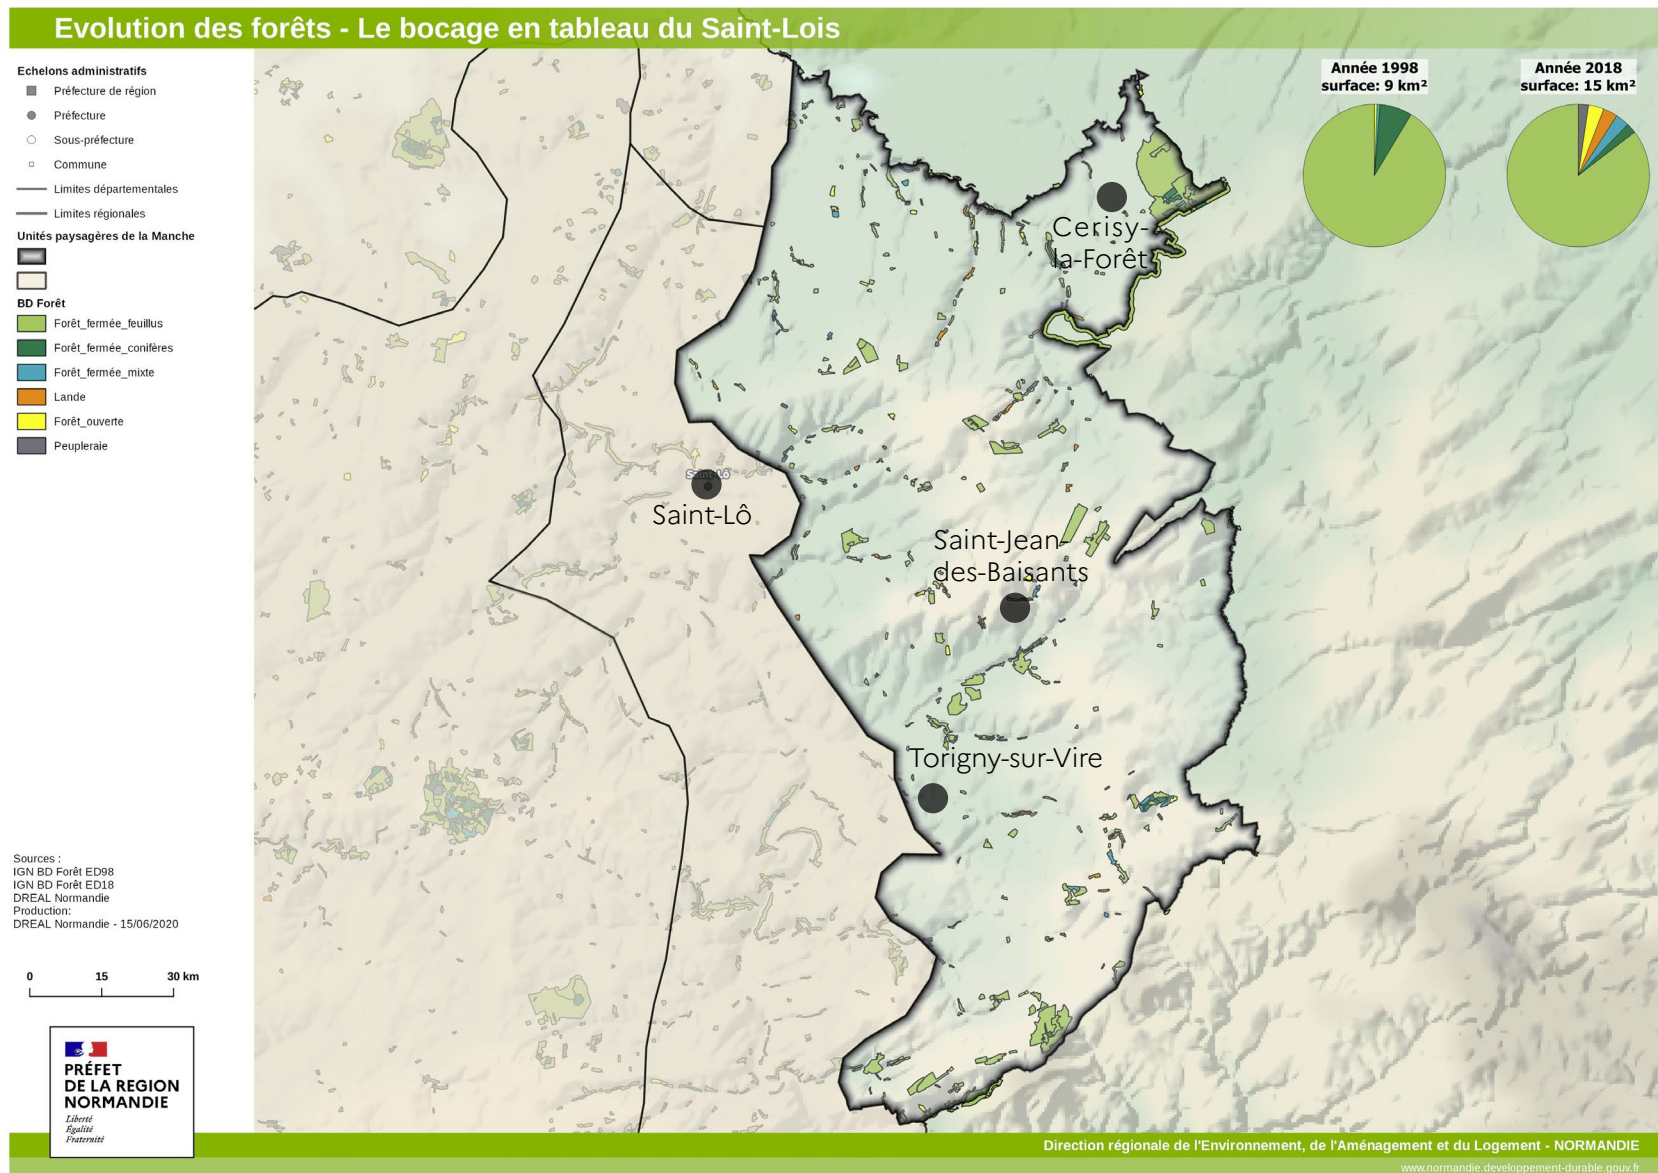 Evolution des forêts - Le bocage en tableau du Saint-Lois
Echelons administratifs
Préfecture de région
Préfecture
Sous-préfecture
Commune
Limites départementales
Limites régionales
Unités paysagères de la Manche
BD Forêt
Forêt_fermée_feuillus
Forêt_fermée_conifères
Forêt_fermée_mixte
Lande
Forêt_ouverte
Peupleraie
Année 1998
surface: 9 km²
Année 2018
surface: 15 km²
Cerisy-
la-Forêt
Saint-Lô
Saint-Lô
Saint-Jean-
des-Baisants
Torigny-sur-Vire
Sources :
IGN BD Forêt ED98
IGN BD Forêt ED18
DREAL Normandie
Production:
DREAL Normandie - 15/06/2020
0 15 30 km
PRÉFET
DE LA REGION
NORMANDIE
Liberté
Égalité
Fraternité
Direction régionale de l'Environnement, de l'Aménagement et du Logement - NORMANDIE
www.normandie.developpement-durable.gouv.fr